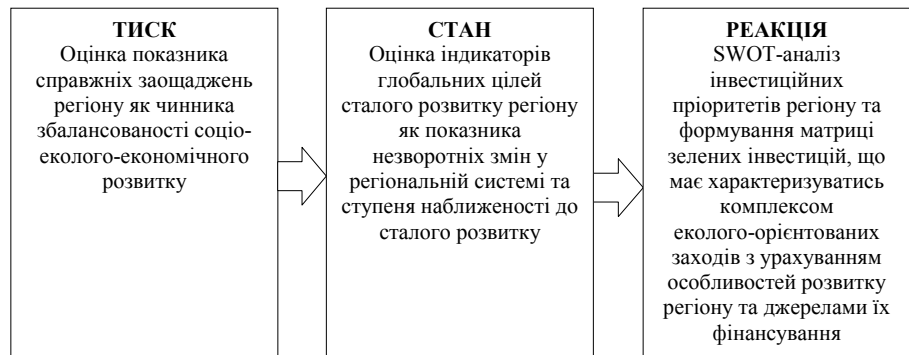 ТИСК
Оцінка показника
справжніх заощаджень
регіону як чинника
збалансованості соціо-
еколого-економічного
розвитку
СТАН
Оцінка індикаторів
глобальних цілей
сталого розвитку регіону
як показника
незворотніх змін у
регіональній системі та
ступеня наближеності до
сталого розвитку
РЕАКЦІЯ
SWOT-аналіз
інвестиційних
пріоритетів регіону та
формування матриці
зелених інвестицій, що
має характеризуватись
комплексом
еколого-орієнтованих
заходів з урахуванням
особливостей розвитку
регіону та джерелами їх
фінансування